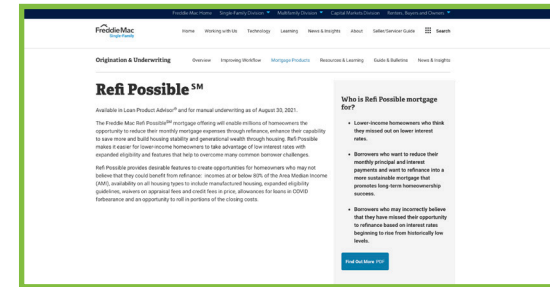 Freddie Mac Home Single-Family Division Multifamily Division Capital Markets Division Renters, Buyers and Owners
Freddie Mac
Single-Family
Home Working with Us Technology Learning News & Insights About Seller/Servicer Guide Search
Origination & Underwriting Overview Improving Workflow Mortgage Products Resources & Learning Guide & Bulletins News & Insights
Refi Possible℠
Available in Loan Product Advisor® and for manual underwriting as of August 30, 2021.
The Freddie Mac Refi Possible℠ mortgage offering will enable millions of homeowners the
opportunity to reduce their monthly mortgage expenses through refinance, enhance their capability
to save more and build housing stability and generational wealth through housing. Refi Possible
makes it easier for lower-income homeowners to take advantage of low interest rates with
expanded eligibility and features that help to overcome many common borrower challenges.
Refi Possible provides desirable features to create opportunities for homeowners who may not
believe that they could benefit from refinance: incomes at or below 80% of the Area Median Income
(AMI), availability on all housing types to include manufactured housing, expanded eligibility
guidelines, waivers on appraisal fees and credit fees in price, allowances for loans in COVID
forbearance and an opportunity to roll in portions of the closing costs.
Who is Refi Possible mortgage
for?
• Lower-income homeowners who think
they missed out on lower interest
rates.
• Borrowers who want to reduce their
monthly principal and interest
payments and want to refinance into a
more sustainable mortgage that
promotes long-term homeownership
success.
• Borrowers who may incorrectly believe
that they have missed their opportunity
to refinance based on interest rates
beginning to rise from historically low
levels.
Find Out More PDF